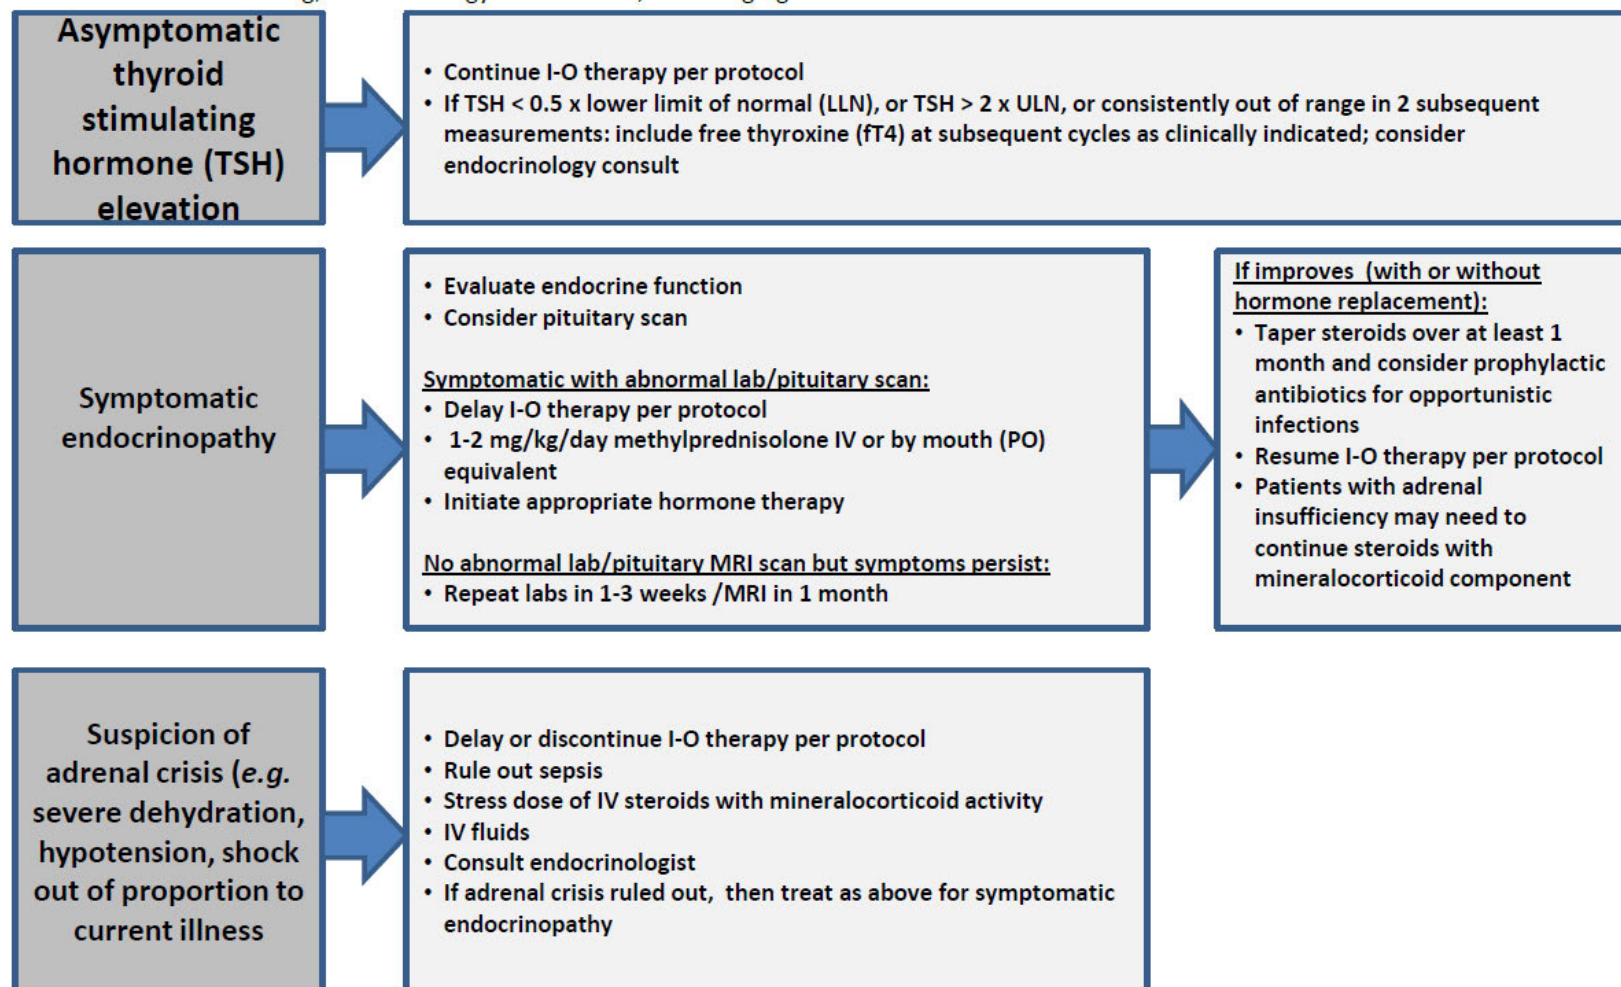 Asymptomatic
thyroid
stimulating
hormone (TSH)
elevation
• Continue I-O therapy per protocol
• If TSH < 0.5 x lower limit of normal (LLN), or TSH > 2 x ULN, or consistently out of range in 2 subsequent
measurements: include free thyroxine (fT4) at subsequent cycles as clinically indicated; consider
endocrinology consult
Symptomatic
endocrinopathy
• Evaluate endocrine function
• Consider pituitary scan
Symptomatic with abnormal lab/pituitary scan:
• Delay I-O therapy per protocol
• 1-2 mg/kg/day methylprednisolone IV or by mouth (PO)
equivalent
• Initiate appropriate hormone therapy
No abnormal lab/pituitary MRI scan but symptoms persist:
• Repeat labs in 1-3 weeks /MRI in 1 month
If improves (with or without
hormone replacement):
• Taper steroids over at least 1
month and consider prophylactic
antibiotics for opportunistic
infections
• Resume I-O therapy per protocol
• Patients with adrenal
insufficiency may need to
continue steroids with
mineralocorticoid component
Suspicion of
adrenal crisis (e.g.
severe dehydration,
hypotension, shock
out of proportion to
current illness
• Delay or discontinue I-O therapy per protocol
• Rule out sepsis
• Stress dose of IV steroids with mineralocorticoid activity
• IV fluids
• Consult endocrinologist
• If adrenal crisis ruled out, then treat as above for symptomatic
endocrinopathy